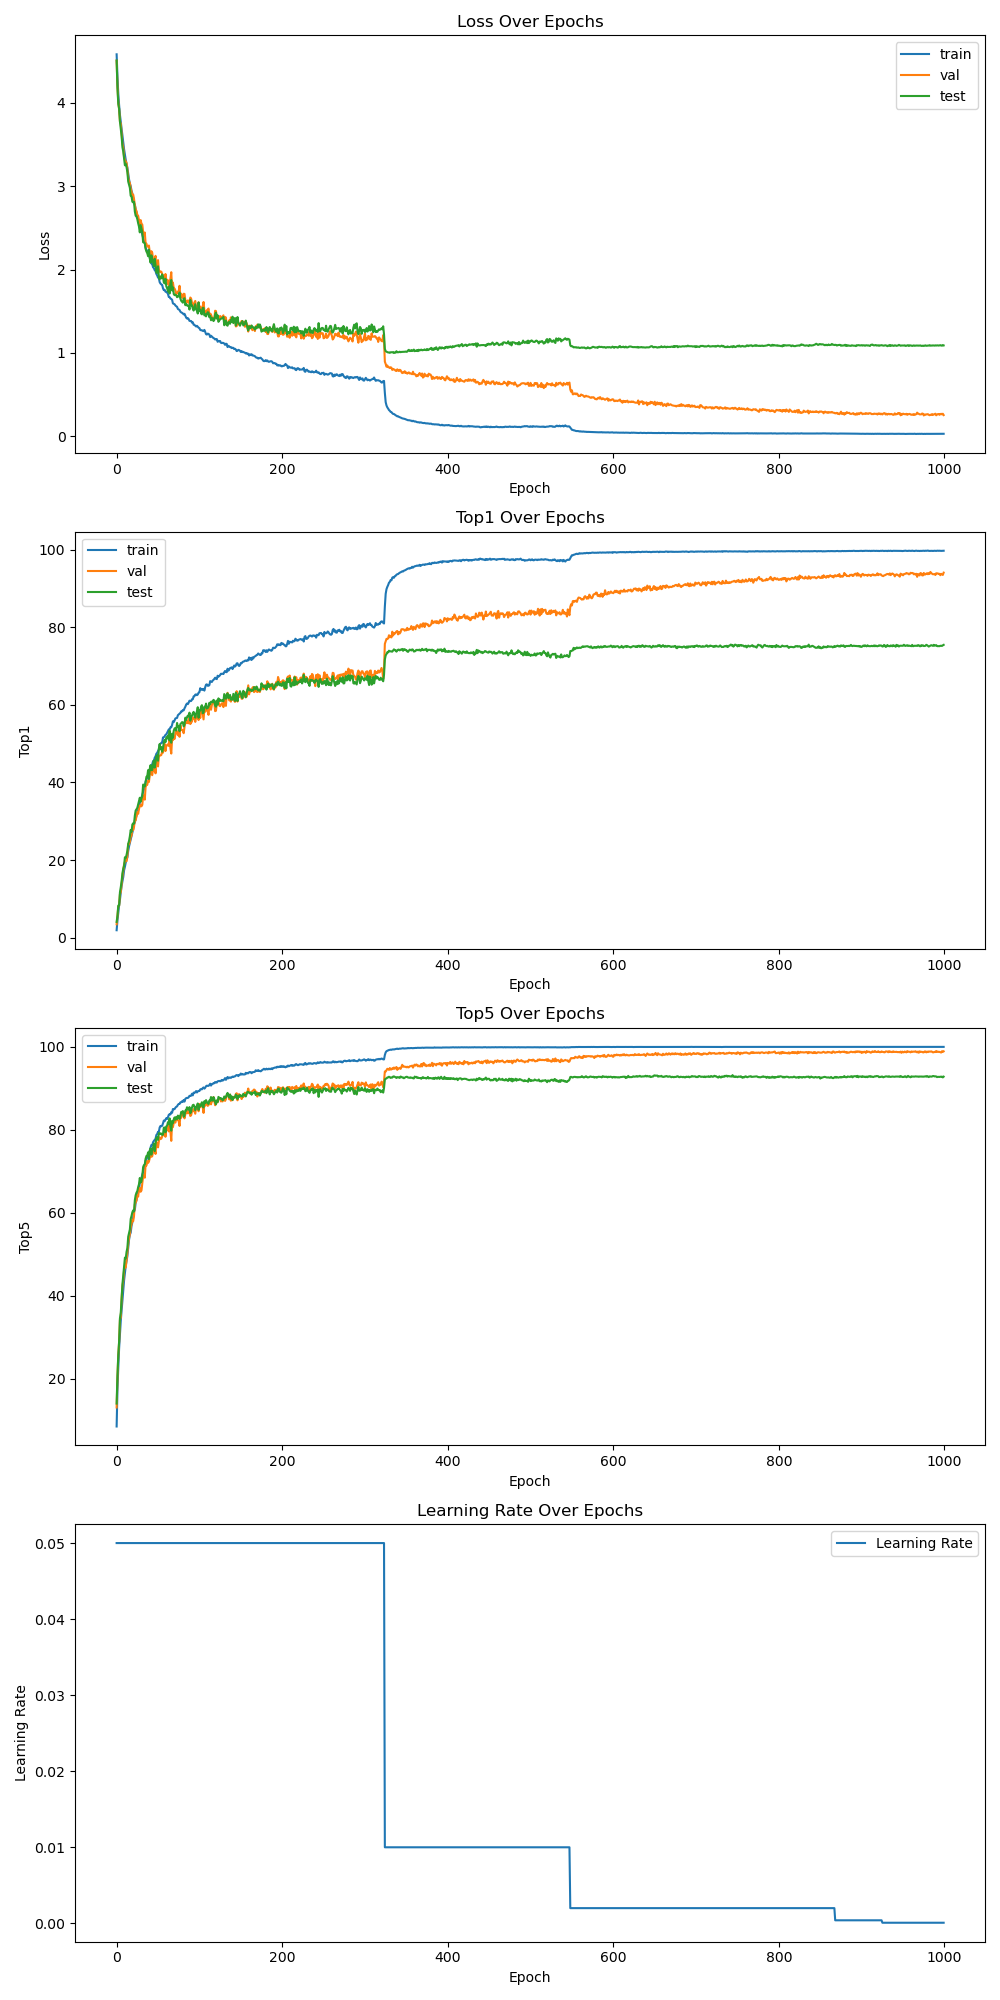 Loss Over Epochs
train
val
test
4
3
2
1
0
Loss
0 200 400 600 800 1000
Epoch
Top1 Over Epochs
train
val
test
100
80
60
40
20
0
Top1
0 200 400 600 800 1000
Epoch
Top5 Over Epochs
train
val
test
100
80
60
40
20
Top5
0 200 400 600 800 1000
Epoch
Learning Rate Over Epochs
Learning Rate
0.05
0.04
0.03
0.02
0.01
0.00
Learning Rate
0 200 400 600 800 1000
Epoch